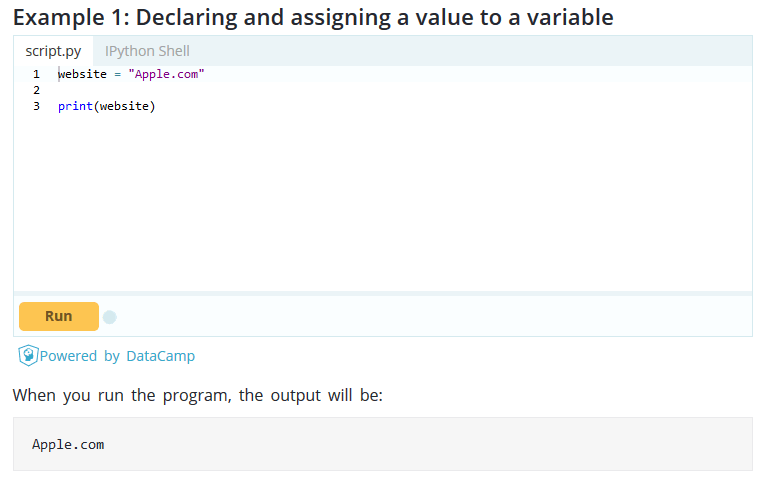 Example 1: Declaring and assigning a value to a variable
script.py IPython Shell
1 website = "Apple.com"
2
3 print(website)
Run
Powered by DataCamp
When you run the program, the output will be:
Apple.com